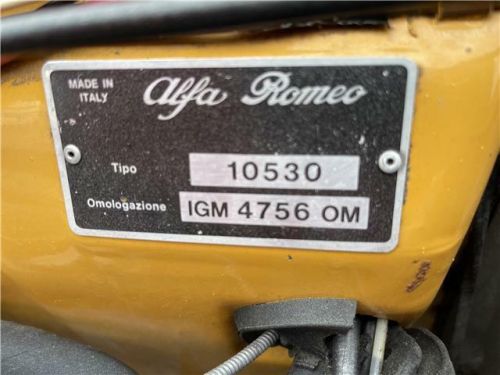 MADE IN
ITALY
Alfa Romeo
Tipo 10530
Omologazione IGM 4756 OM